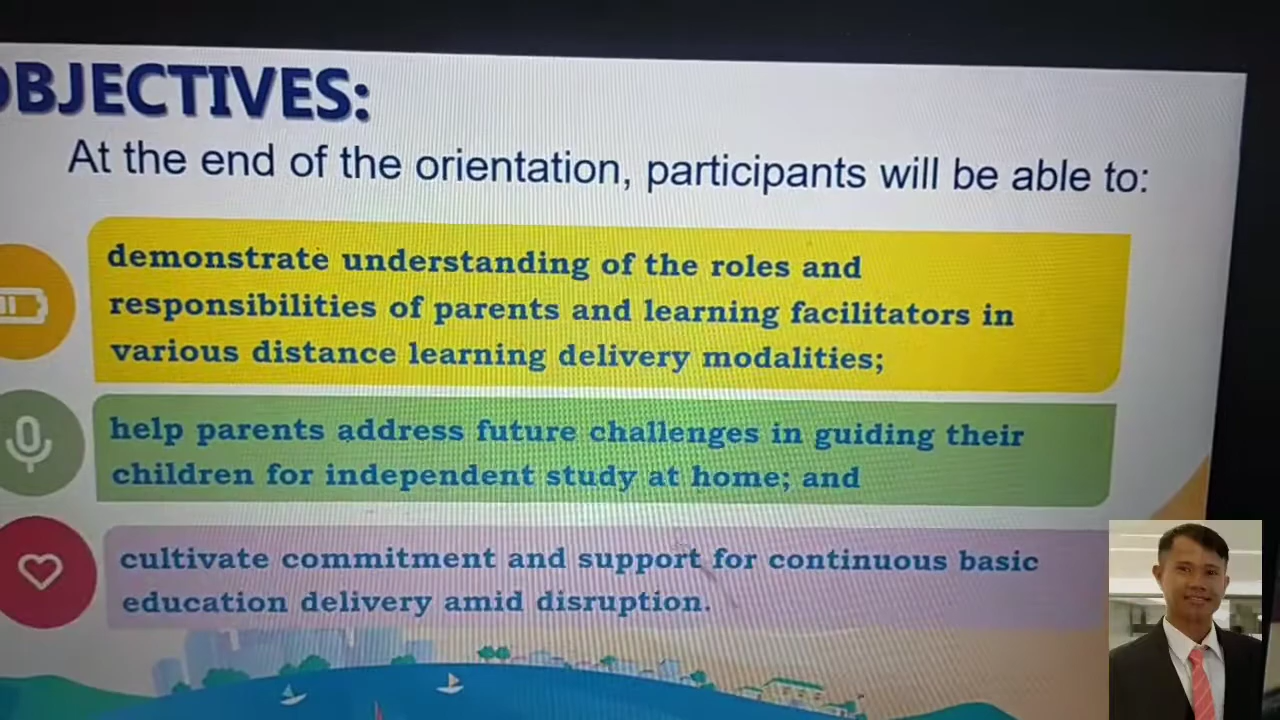 OBJECTIVES:
At the end of the orientation, participants will be able to:
demonstrate understanding of the roles and
responsibilities of parents and learning facilitators in
various distance learning delivery modalities;
help parents address future challenges in guiding their
children for independent study at home; and
cultivate commitment and support for continuous basic
education delivery amid disruption.